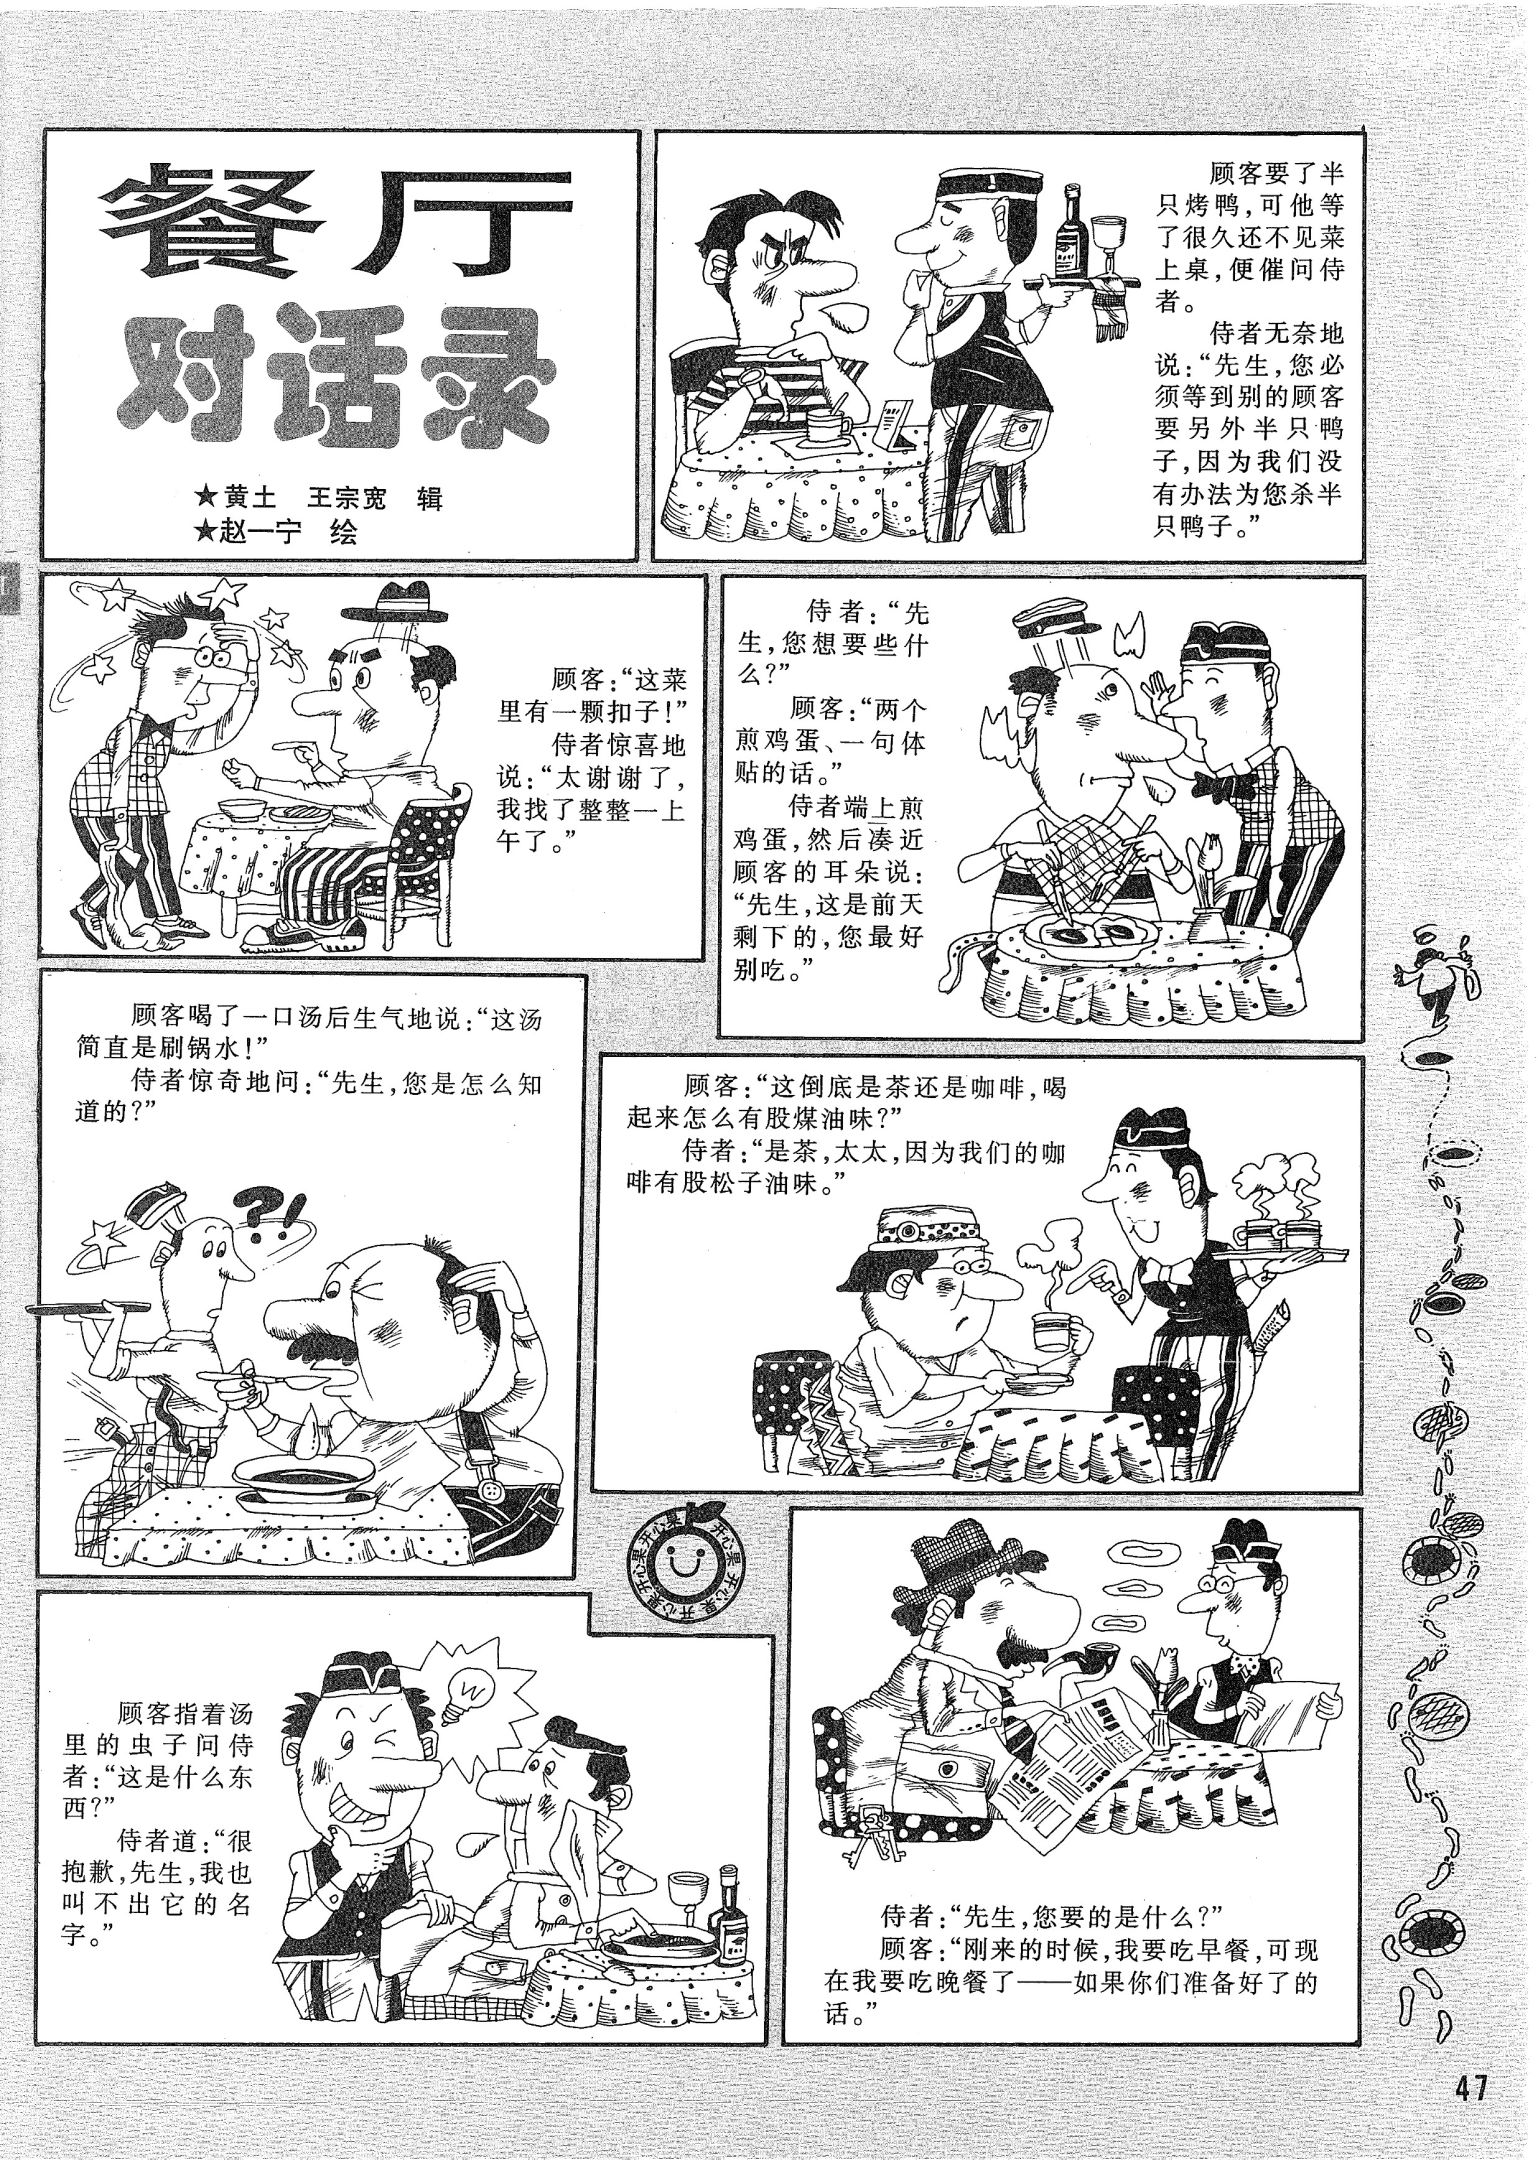 餐厅
对话录
★黄土 王宗宽 辑
★赵一宁 绘
顾客要了半
只烤鸭,可他等
了很久还不见菜
上桌,便催问侍
者。
侍者无奈地
说:“先生,您必
须等到别的顾客
要另外半只鸭
子,因为我们没
有办法为您杀半
只鸭子。”
顾客:“这菜
里有一颗扣子!”
侍者惊喜地
说:“太谢谢了,
我找了整整一上
午了。”
侍者:“先
生,您想要些什
么?”
顾客:“两个
煎鸡蛋、一句体
贴的话。”
侍者端上煎
鸡蛋,然后凑近
顾客的耳朵说:
“先生,这是前天
剩下的,您最好
别吃。”
顾客喝了一口汤后生气地说:“这汤
简直是刷锅水!”
侍者惊奇地问:“先生,您是怎么知
道的?”
?!
顾客:“这倒底是茶还是咖啡,喝
起来怎么有股煤油味?”
侍者:“是茶,太太,因为我们的咖
啡有股松子油味。”
开心果 开心果 开心果 开心果 开心果
顾客指着汤
里的虫子问侍
者:“这是什么东
西?”
侍者道:“很
抱歉,先生,我也
叫不出它的名
字。”
侍者:“先生,您要的是什么?”
顾客:“刚来的时候,我要吃早餐,可现
在我要吃晚餐了——如果你们准备好了的
话。”
47